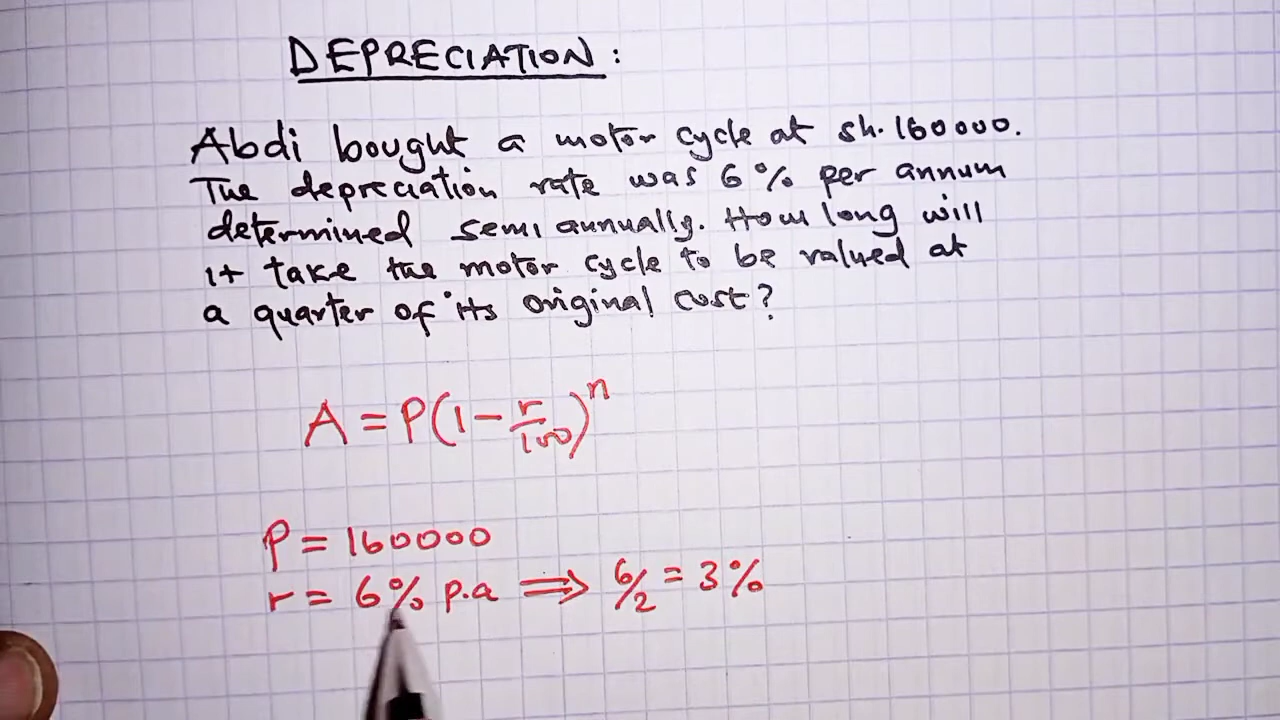 DEPRECIATION:
Abdi bought a motor cycle at sh. 160000.
The depreciation rate was 6% per annum
determined semi annually. How long will
it take the motor cycle to be valued at
a quarter of its original cost?
A = P(1 - r/100)^n
P = 160000
r = 6% p.a ⟹ 6/2 = 3%